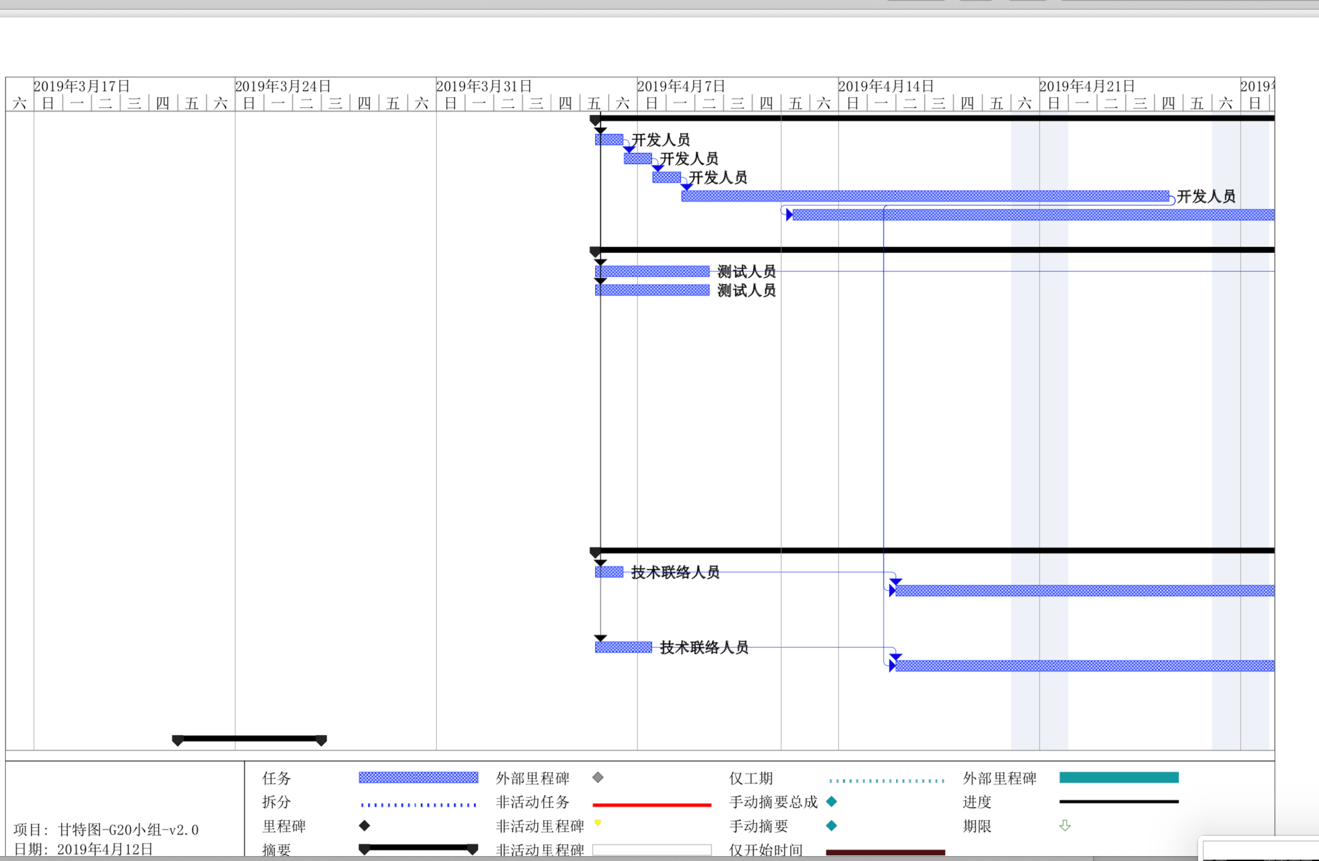 2019年3月17日 2019年3月24日 2019年3月31日 2019年4月7日 2019年4月14日 2019年4月21日 2019
六 日 一 二 三 四 五 六 日 一 二 三 四 五 六 日 一 二 三 四 五 六 日 一 二 三 四 五 六 日 一 二 三 四 五 六 日 一 二 三 四 五 六 日
开发人员
开发人员
开发人员
开发人员
测试人员
测试人员
技术联络人员
技术联络人员
任务 外部里程碑 仅工期 外部里程碑
拆分 非活动任务 手动摘要总成 进度
里程碑 非活动里程碑 手动摘要 期限
摘要 非活动里程碑 仅开始时间
项目: 甘特图-G20小组-v2.0
日期: 2019年4月12日